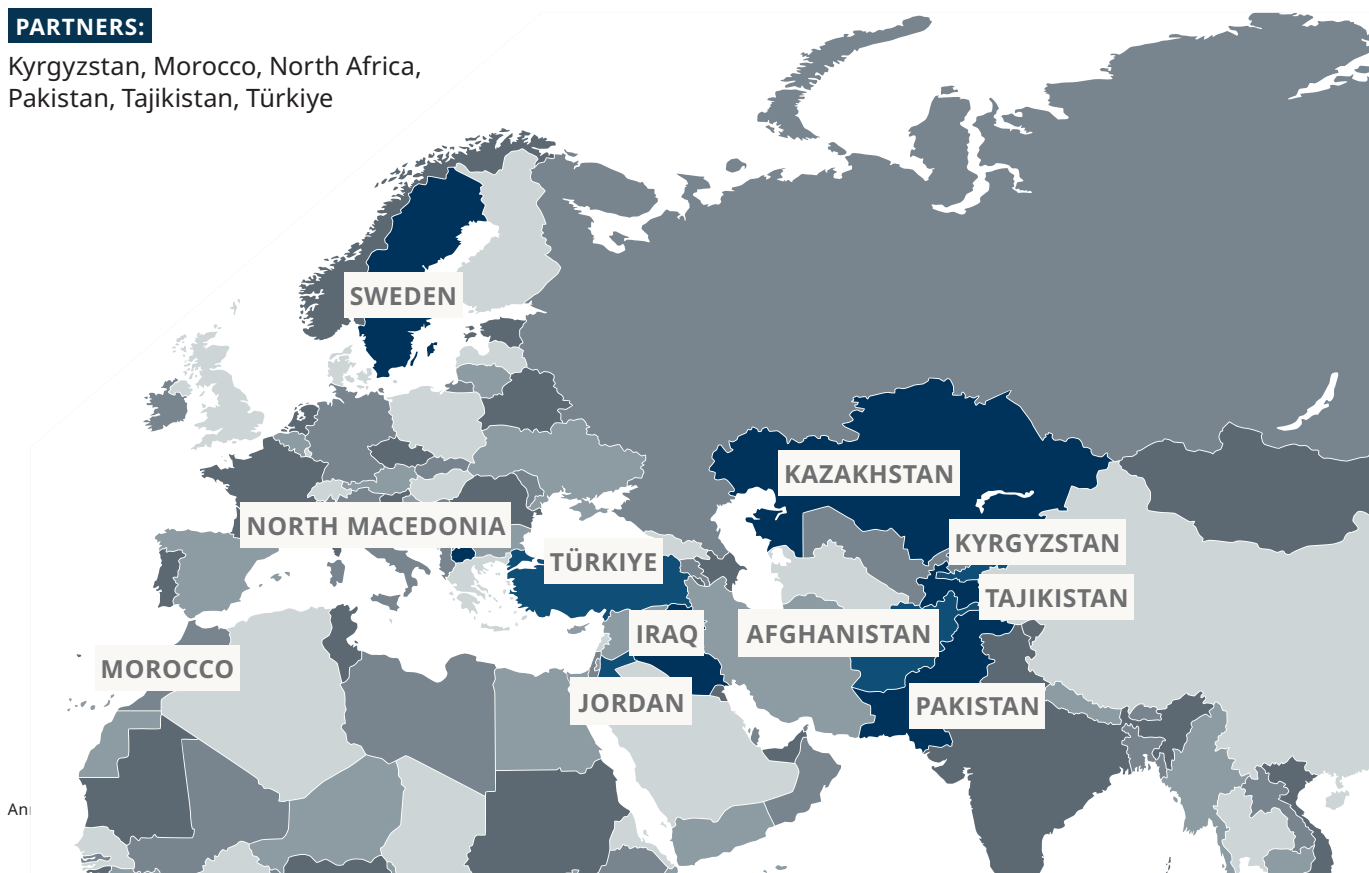 PARTNERS:
Kyrgyzstan, Morocco, North Africa,
Pakistan, Tajikistan, Türkiye
SWEDEN
KAZAKHSTAN
NORTH MACEDONIA
KYRGYZSTAN
TÜRKIYE
TAJIKISTAN
IRAQ
AFGHANISTAN
MOROCCO
JORDAN
PAKISTAN